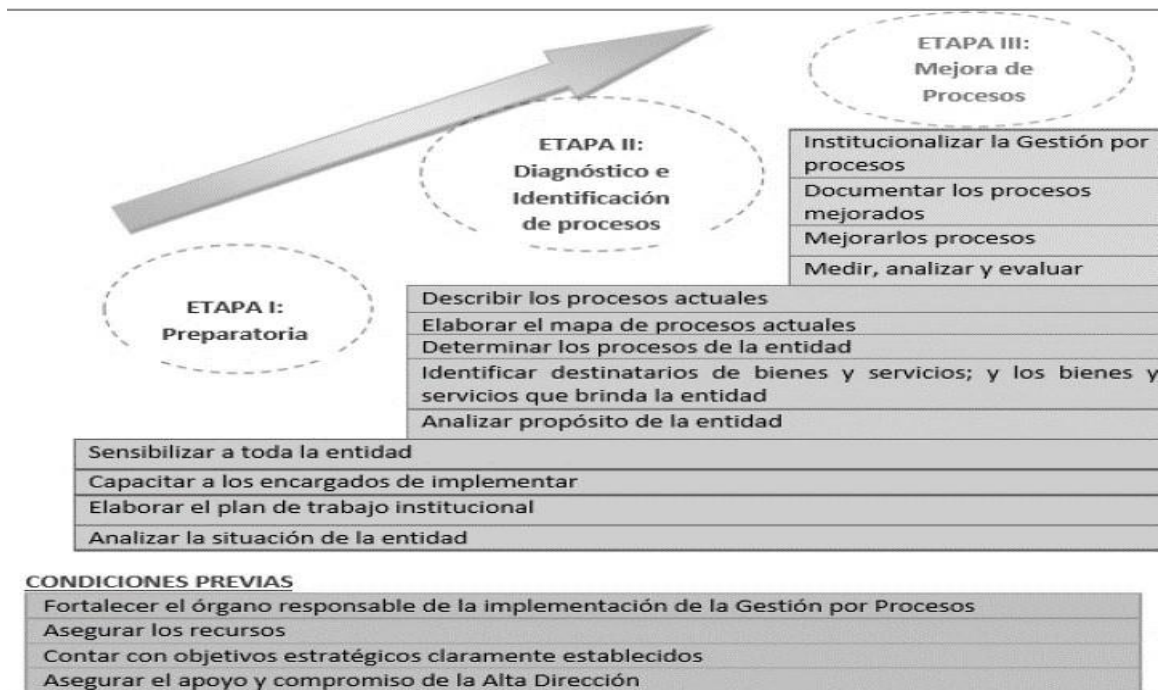 ETAPA III:
Mejora de
Procesos
ETAPA II:
Diagnóstico e
Identificación
de procesos
ETAPA I:
Preparatoria
Institucionalizar la Gestión por
procesos
Documentar los procesos
mejorados
Mejorarlos procesos
Medir, analizar y evaluar
Describir los procesos actuales
Elaborar el mapa de procesos actuales
Determinar los procesos de la entidad
Identificar destinatarios de bienes y servicios; y los bienes y
servicios que brinda la entidad
Analizar propósito de la entidad
Sensibilizar a toda la entidad
Capacitar a los encargados de implementar
Elaborar el plan de trabajo institucional
Analizar la situación de la entidad
CONDICIONES PREVIAS
Fortalecer el órgano responsable de la implementación de la Gestión por Procesos
Asegurar los recursos
Contar con objetivos estratégicos claramente establecidos
Asegurar el apoyo y compromiso de la Alta Dirección